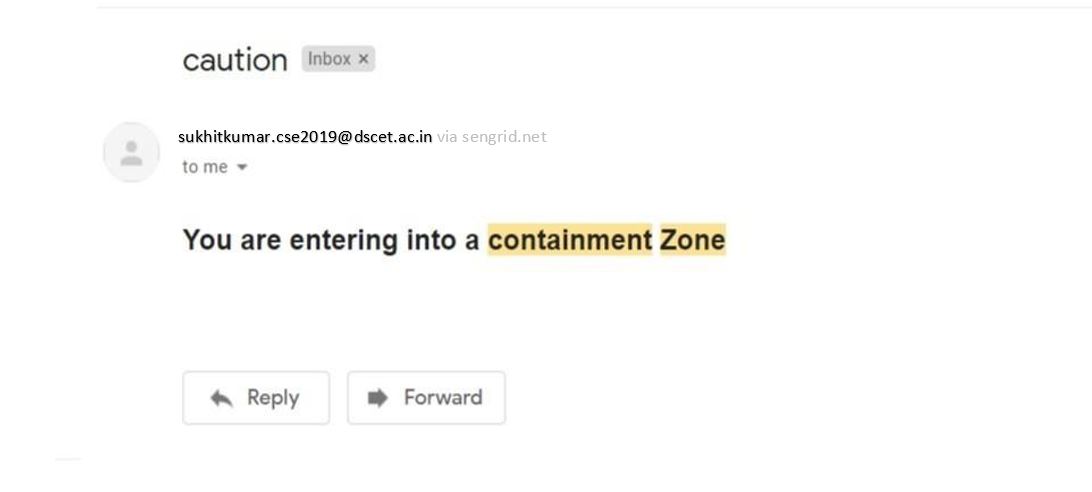 caution Inbox ×
sukhitkumar.cse2019@dscet.ac.in via sengrid.net
to me
You are entering into a containment Zone
Reply Forward